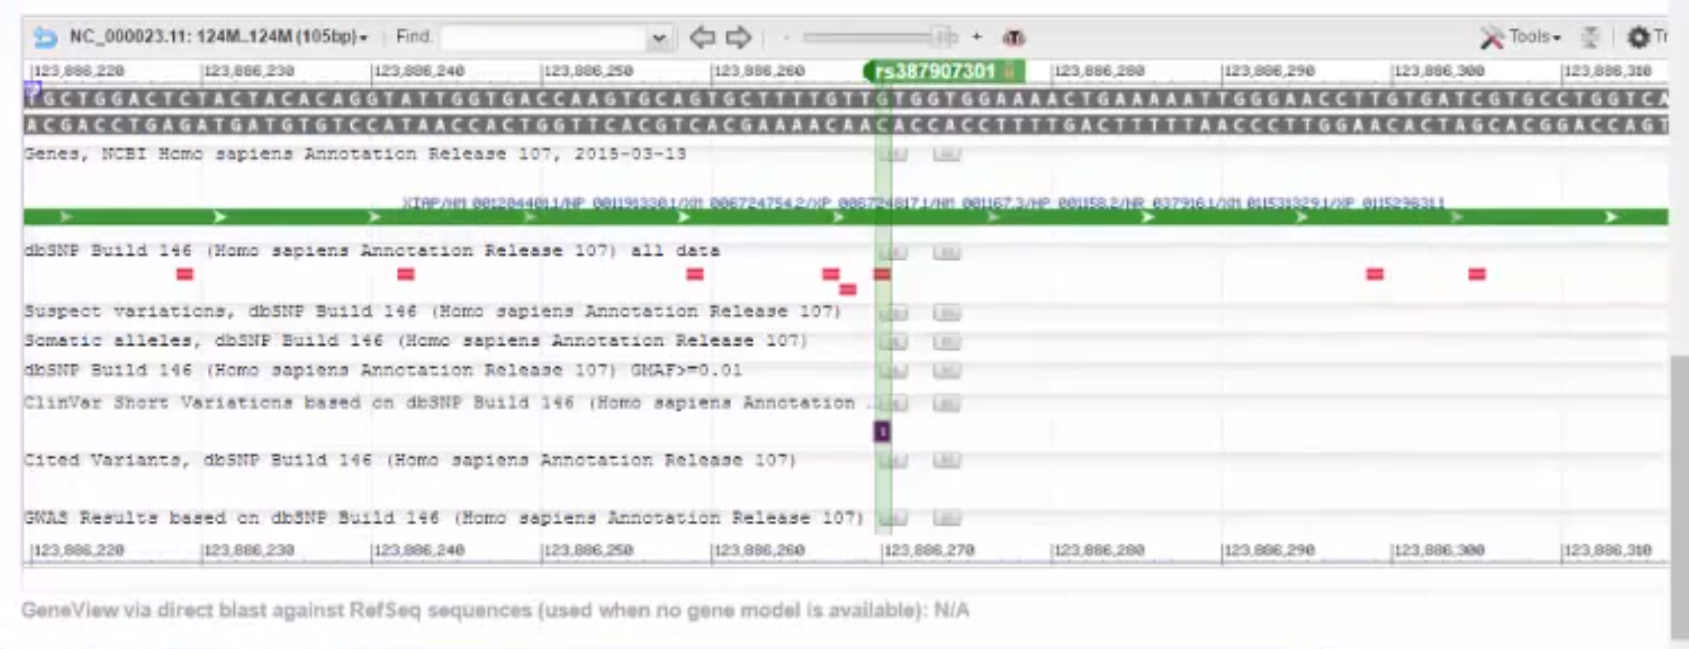 NC_000023.11: 124M..124M (105bp) Find: - + Tools Tr
123,886,220 123,886,230 123,886,240 123,886,250 123,886,260 rs387907301 123,886,280 123,886,290 123,886,300 123,886,310
TGCTGGACTCTACTACACAGGTATTGGTGACCAAGTGCAGTGCTTTTGTTGTGGTGGAAAACTGAAAAATTGGGAACCTTGTGATCGTGCCTGGTCA
ACGACCTGAGATGATGTGTCCATAACCACTGGTTCACGTCACGAAAACAACACCACCTTTTGACTTTTTAACCCTTGGAACACTAGCACGGACCAGT
Genes, NCBI Homo sapiens Annotation Release 107, 2015-03-13
dbSNP Build 146 (Homo sapiens Annotation Release 107) all data
Suspect variations, dbSNP Build 146 (Homo sapiens Annotation Release 107)
Somatic alleles, dbSNP Build 146 (Homo sapiens Annotation Release 107)
dbSNP Build 146 (Homo sapiens Annotation Release 107) GMAF>=0.01
ClinVar Short Variations based on dbSNP Build 146 (Homo sapiens Annotation ...
Cited Variants, dbSNP Build 146 (Homo sapiens Annotation Release 107)
GWAS Results based on dbSNP Build 146 (Homo sapiens Annotation Release 107)
123,886,220 123,886,230 123,886,240 123,886,250 123,886,260 123,886,270 123,886,280 123,886,290 123,886,300 123,886,310
GeneView via direct blast against RefSeq sequences (used when no gene model is available): N/A